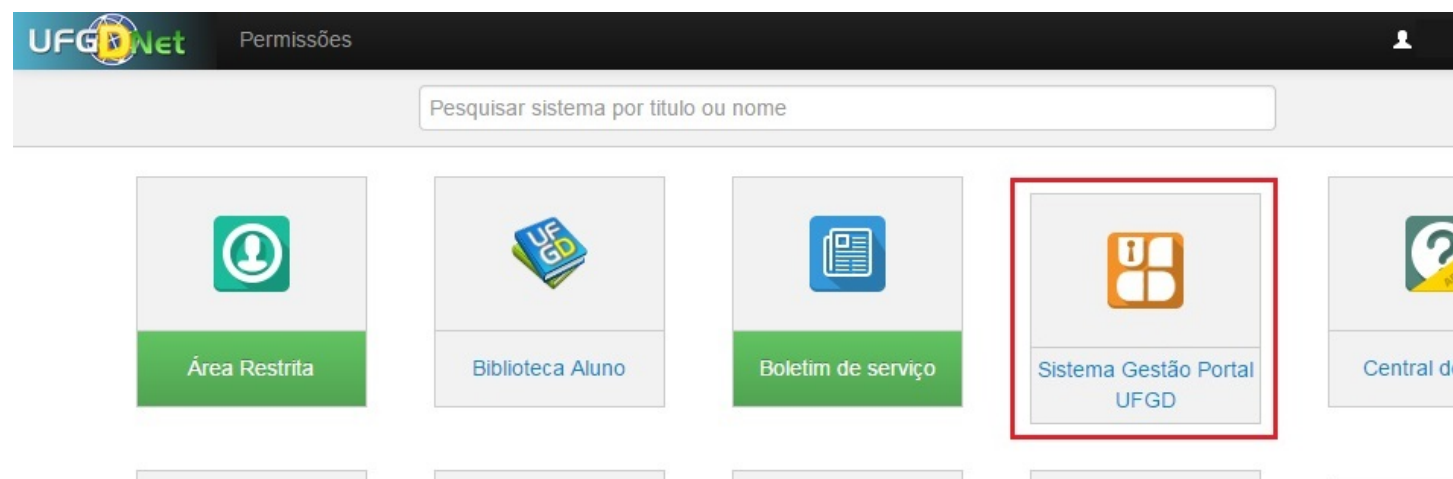 UFGDNet Permissões
Pesquisar sistema por titulo ou nome
UFGD
Área Restrita
Biblioteca Aluno
Boletim de serviço
Sistema Gestão Portal
UFGD
Central d